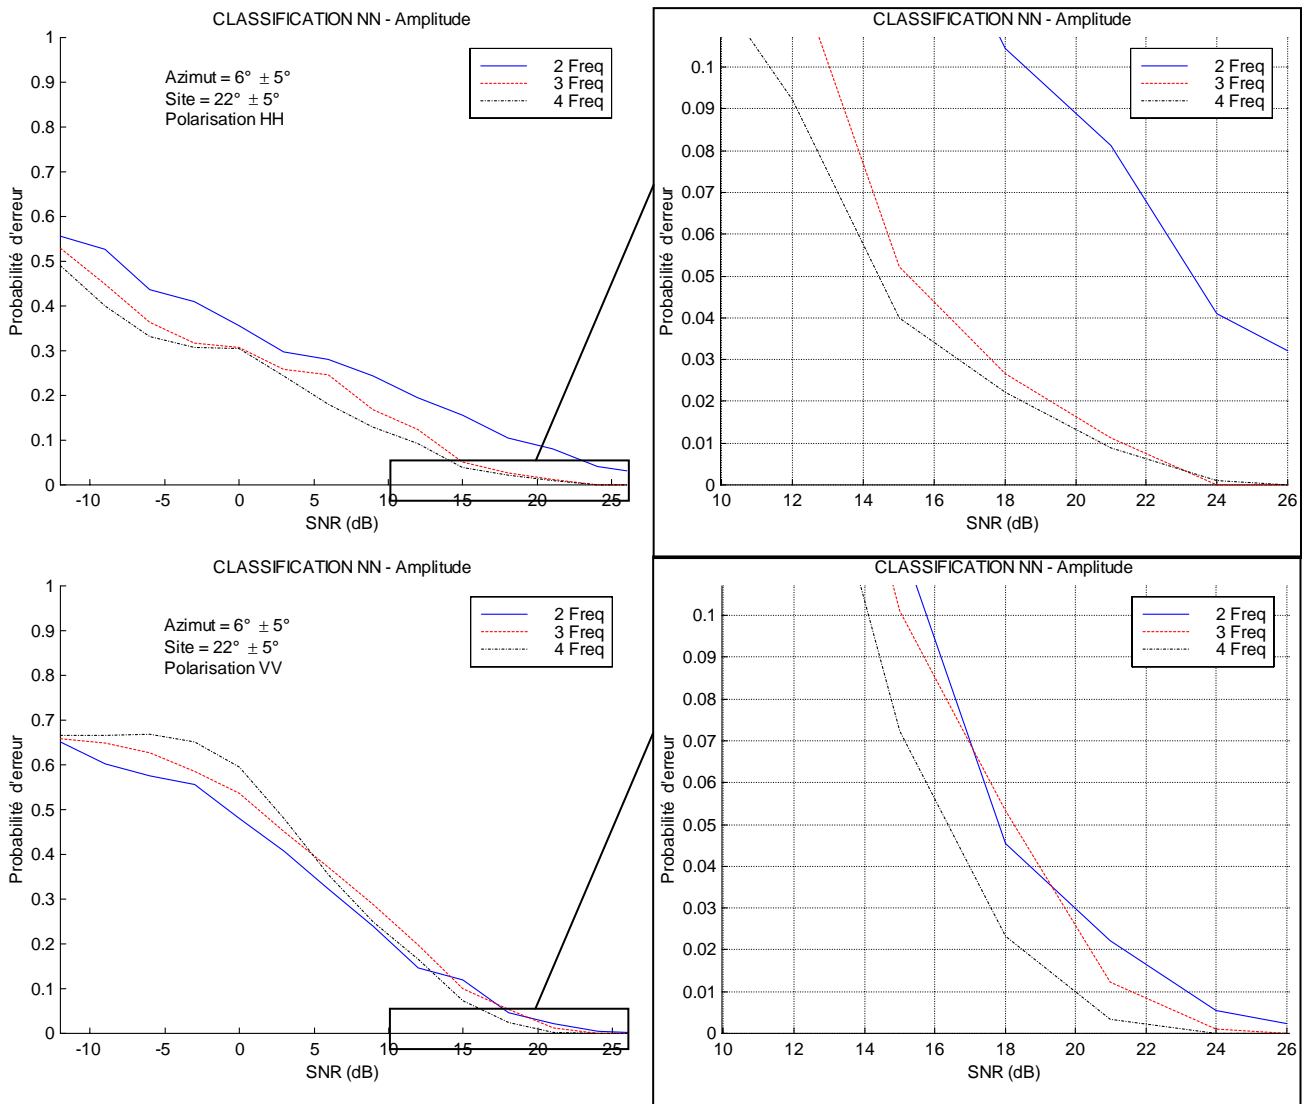 CLASSIFICATION NN - Amplitude
1
0.9
0.8
0.7
0.6
0.5
0.4
0.3
0.2
0.1
0
Probabilité d'erreur
Azimut = 6° ± 5°
Site = 22° ± 5°
Polarisation HH
2 Freq
3 Freq
4 Freq
-10 -5 0 5 10 15 20 25
SNR (dB)
CLASSIFICATION NN - Amplitude
0.1
0.09
0.08
0.07
0.06
0.05
0.04
0.03
0.02
0.01
0
Probabilité d'erreur
2 Freq
3 Freq
4 Freq
10 12 14 16 18 20 22 24 26
SNR (dB)
CLASSIFICATION NN - Amplitude
1
0.9
0.8
0.7
0.6
0.5
0.4
0.3
0.2
0.1
0
Probabilité d'erreur
Azimut = 6° ± 5°
Site = 22° ± 5°
Polarisation VV
2 Freq
3 Freq
4 Freq
-10 -5 0 5 10 15 20 25
SNR (dB)
CLASSIFICATION NN - Amplitude
0.1
0.09
0.08
0.07
0.06
0.05
0.04
0.03
0.02
0.01
0
Probabilité d'erreur
2 Freq
3 Freq
4 Freq
10 12 14 16 18 20 22 24 26
SNR (dB)